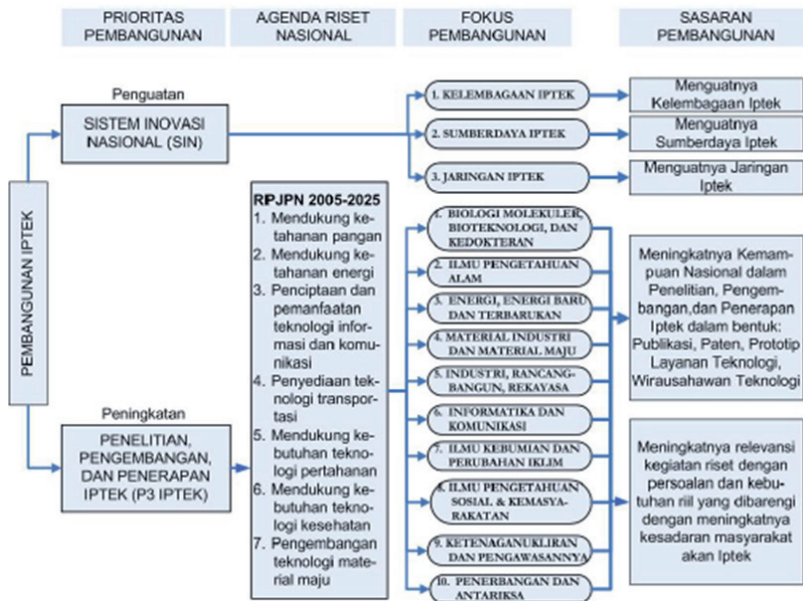 PRIORITAS
PEMBANGUNAN
AGENDA RISET
NASIONAL
FOKUS
PEMBANGUNAN
SASARAN
PEMBANGUNAN
PEMBANGUNAN IPTEK
Penguatan
SISTEM INOVASI
NASIONAL (SIN)
1. KELEMBAGAAN IPTEK
2. SUMBERDAYA IPTEK
3. JARINGAN IPTEK
Menguatnya
Kelembagaan Iptek
Menguatnya
Sumberdaya Iptek
Menguatnya Jaringan
Iptek
Peningkatan
PENELITIAN,
PENGEMBANGAN,
DAN PENERAPAN
IPTEK (P3 IPTEK)
RPJPN 2005-2025
1. Mendukung ke-
tahanan pangan
2. Mendukung ke-
tahanan energi
3. Penciptaan dan
pemanfaatan
teknologi infor-
masi dan komu-
nikasi
4. Penyediaan tek-
nologi transpor-
tasi
5. Mendukung ke-
butuhan tekno-
logi pertahanan
6. Mendukung ke-
butuhan tekno-
logi kesehatan
7. Pengembangan
teknologi mate-
rial maju
1. BIOLOGI MOLEKULER,
BIOTEKNOLOGI, DAN
KEDOKTERAN
2. ILMU PENGETAHUAN
ALAM
3. ENERGI, ENERGI BARU
DAN TERBARUKAN
4. MATERIAL INDUSTRI
DAN MATERIAL MAJU
5. INDUSTRI, RANCANG-
BANGUN, REKAYASA
6. INFORMATIKA DAN
KOMUNIKASI
7. ILMU KEBUMIAN DAN
PERUBAHAN IKLIM
8. ILMU PENGETAHUAN
SOSIAL & KEMASYA-
RAKATAN
9. KETENAGANUKLIRAN
DAN PENGAWASANNYA
10. PENERBANGAN DAN
ANTARIKSA
Meningkatnya Kemam-
puan Nasional dalam
Penelitian, Pengem-
bangan,dan Penerapan
Iptek dalam bentuk:
Publikasi, Paten, Prototip
Layanan Teknologi,
Wirausahawan Teknologi
Meningkatnya relevansi
kegiatan riset dengan
persoalan dan kebu-
tuhan riil yang dibarengi
dengan meningkatnya
kesadaran masyarakat
akan Iptek